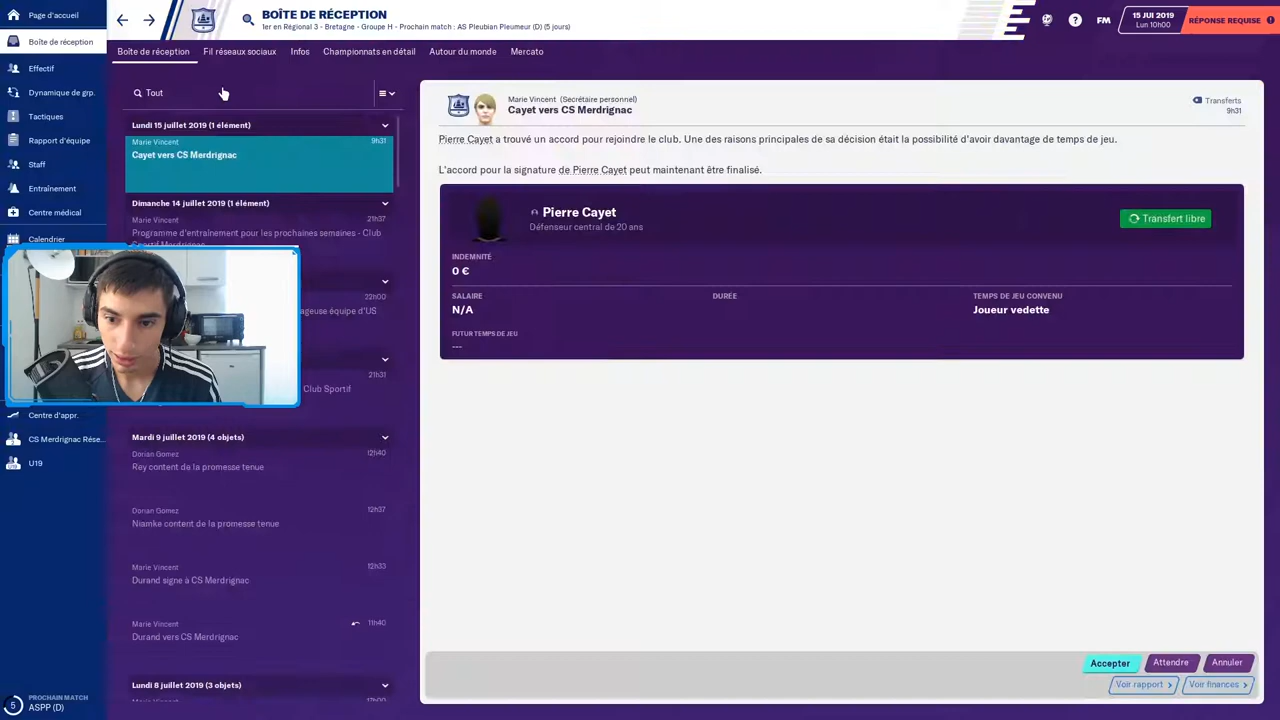 Page d'accueil
Boîte de réception
Effectif
Dynamique de grp.
Tactiques
Rapport d'équipe
Staff
Entraînement
Centre médical
Calendrier
Centre d'appr.
CS Merdrignac Rése...
U19
PROCHAIN MATCH
5
ASPP (D)
BOÎTE DE RÉCEPTION
1er en Régional 3 - Bretagne - Groupe H - Prochain match : AS Pleubian Pleumeur (D) (5 jours)
FM
15 JUI 2019
Lun 10h00
RÉPONSE REQUISE
Boîte de réception
Fil réseaux sociaux
Infos
Championnats en détail
Autour du monde
Mercato
Tout
Lundi 15 juillet 2019 (1 élément)
Marie Vincent 9h31
Cayet vers CS Merdrignac
Dimanche 14 juillet 2019 (1 élément)
Marie Vincent 21h37
Programme d'entraînement pour les prochaines semaines - Club
Sportif Merdrignac
22h00
ageuse équipe d'US
21h31
Club Sportif
Mardi 9 juillet 2019 (4 objets)
Dorian Gomez 12h40
Rey content de la promesse tenue
Dorian Gomez 12h37
Niamke content de la promesse tenue
Marie Vincent 12h33
Durand signe à CS Merdrignac
Marie Vincent 11h40
Durand vers CS Merdrignac
Lundi 8 juillet 2019 (3 objets)
Marie Vincent 17h00
Marie Vincent (Secrétaire personnel)
Cayet vers CS Merdrignac
Transferts
9h31
Pierre Cayet a trouvé un accord pour rejoindre le club. Une des raisons principales de sa décision était la possibilité d'avoir davantage de temps de jeu.
L'accord pour la signature de Pierre Cayet peut maintenant être finalisé.
Pierre Cayet
Défenseur central de 20 ans
Transfert libre
INDEMNITÉ
0 €
SALAIRE
N/A
DURÉE
TEMPS DE JEU CONVENU
Joueur vedette
FUTUR TEMPS DE JEU
---
Accepter
Attendre
Annuler
Voir rapport
Voir finances